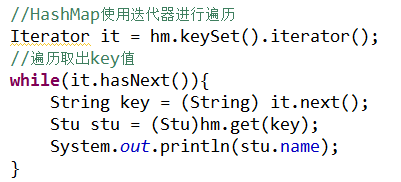 //HashMap使用迭代器进行遍历
Iterator it = hm.keySet().iterator();
//遍历取出key值
while(it.hasNext()){
    String key = (String) it.next();
    Stu stu = (Stu)hm.get(key);
    System.out.println(stu.name);
}